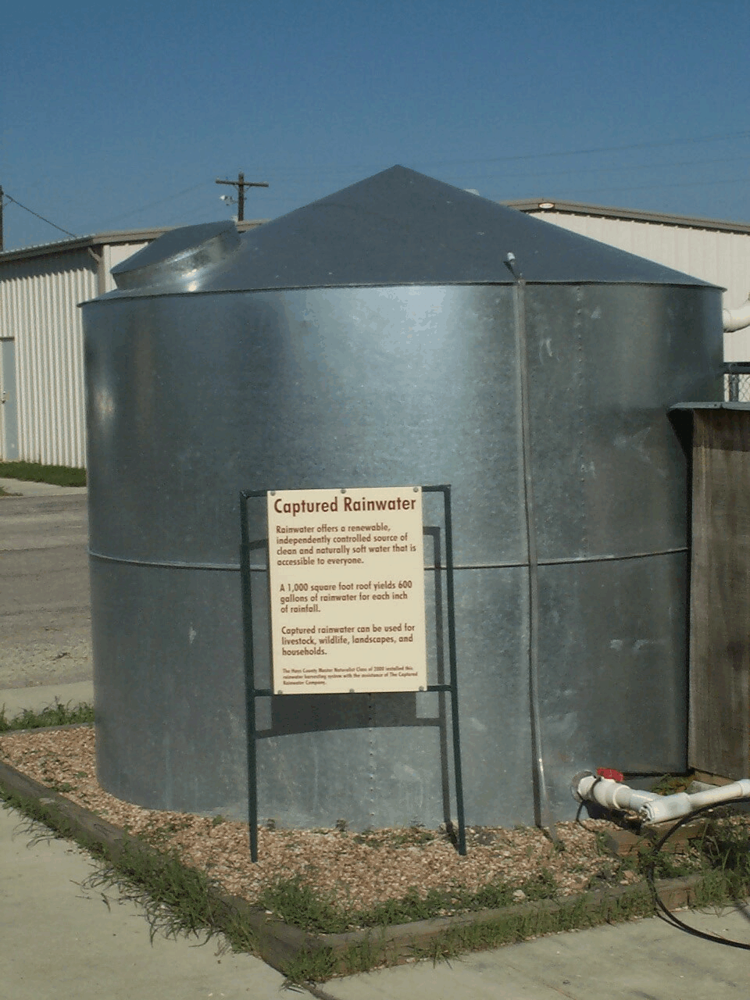 Captured Rainwater
Rainwater offers a renewable,
independently controlled source of
clean and naturally soft water that is
accessible to everyone.
A 1,000 square foot roof yields 600
gallons of rainwater for each inch
of rainfall.
Captured rainwater can be used for
livestock, wildlife, landscapes, and
households.
The Hays County Master Naturalist Class of 2000 installed this
rainwater harvesting system with the assistance of The Captured
Rainwater Company.